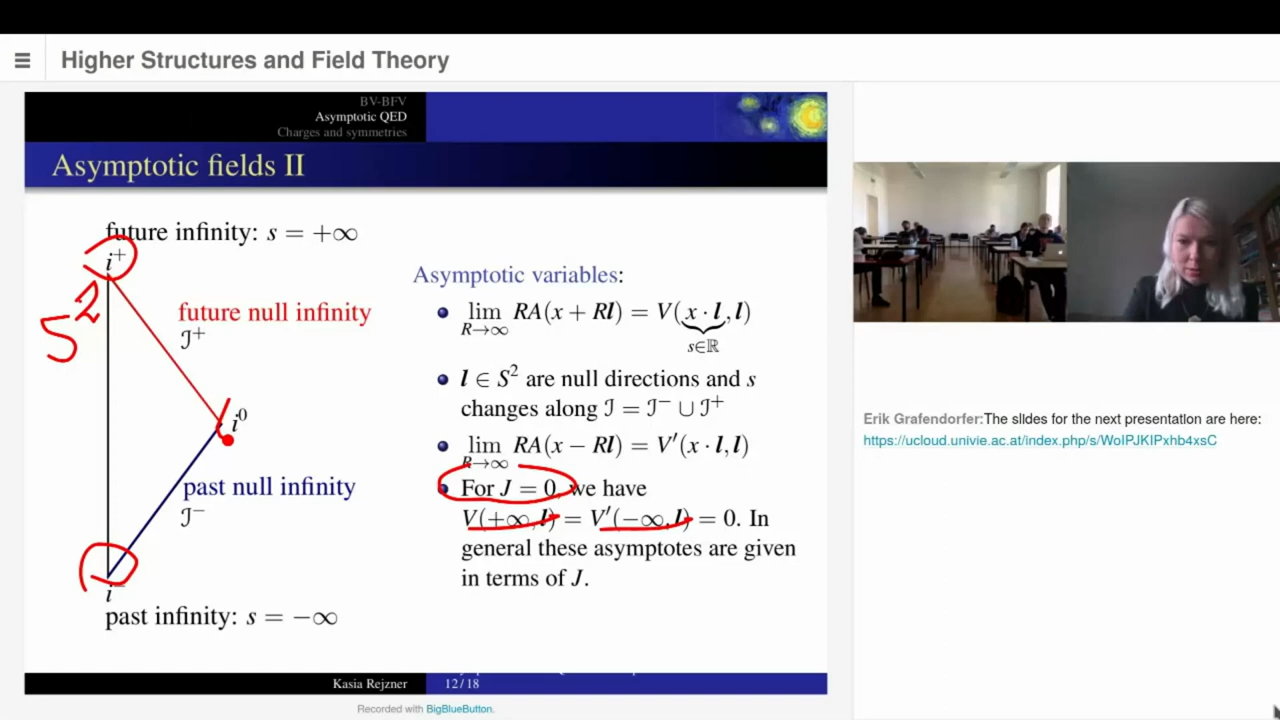 ☰ Higher Structures and Field Theory
BV-BFV
Asymptotic QED
Charges and symmetries
Asymptotic fields II
future infinity: s = +∞
i⁺
S²
future null infinity
ℐ⁺
i⁰
past null infinity
ℐ⁻
i⁻
past infinity: s = −∞
Asymptotic variables:
lim RA(x + Rl) = V(x · l, l)
R→∞
s∈ℝ
l ∈ S² are null directions and s
changes along ℐ = ℐ⁻ ∪ ℐ⁺
lim RA(x − Rl) = V′(x · l, l)
R→∞
For J = 0, we have
V(+∞, l) = V′(−∞, l) = 0. In
general these asymptotes are given
in terms of J.
Kasia Rejzner
12 / 18
Erik Grafendorfer:The slides for the next presentation are here:
https://ucloud.univie.ac.at/index.php/s/WoIPJKIPxhb4xsC
Recorded with BigBlueButton.